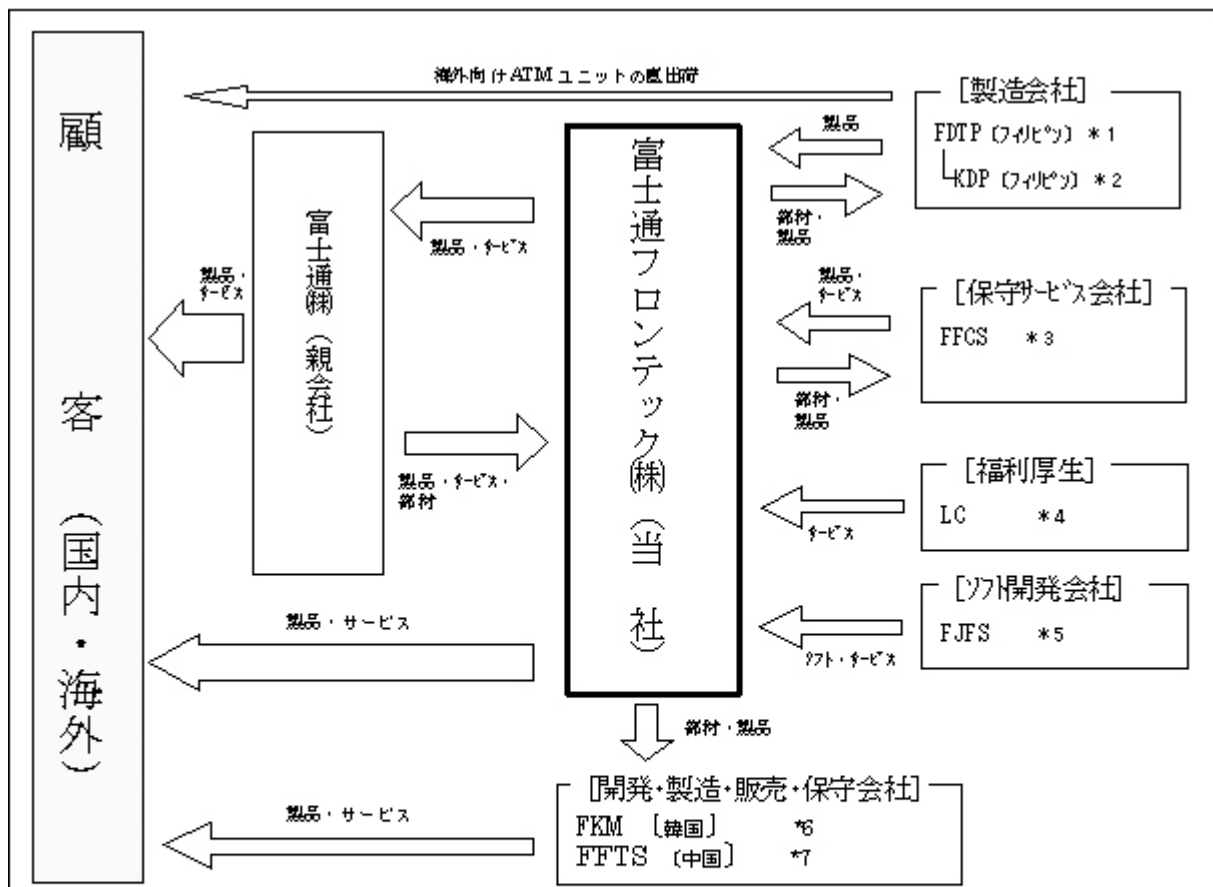 顧客（国内・海外）
海外向けATMユニットの直出荷
富士通㈱（親会社）
富士通フロンテック㈱（当社）
製品・サービス
製品・
サービス
製品・サービス・
部材
製品・サービス
製品・サービス
製品
部材・
製品
[製造会社]
FDTP（フィリピン） *1
KDP（フィリピン） *2
製品・
サービス
部材・
製品
[保守サービス会社]
FFCS *3
サービス
[福利厚生]
LC *4
ソフト・サービス
[ソフト開発会社]
FJFS *5
部材・製品
[開発・製造・販売・保守会社]
FKM 〔韓国〕 *6
FFTS 〔中国〕 *7